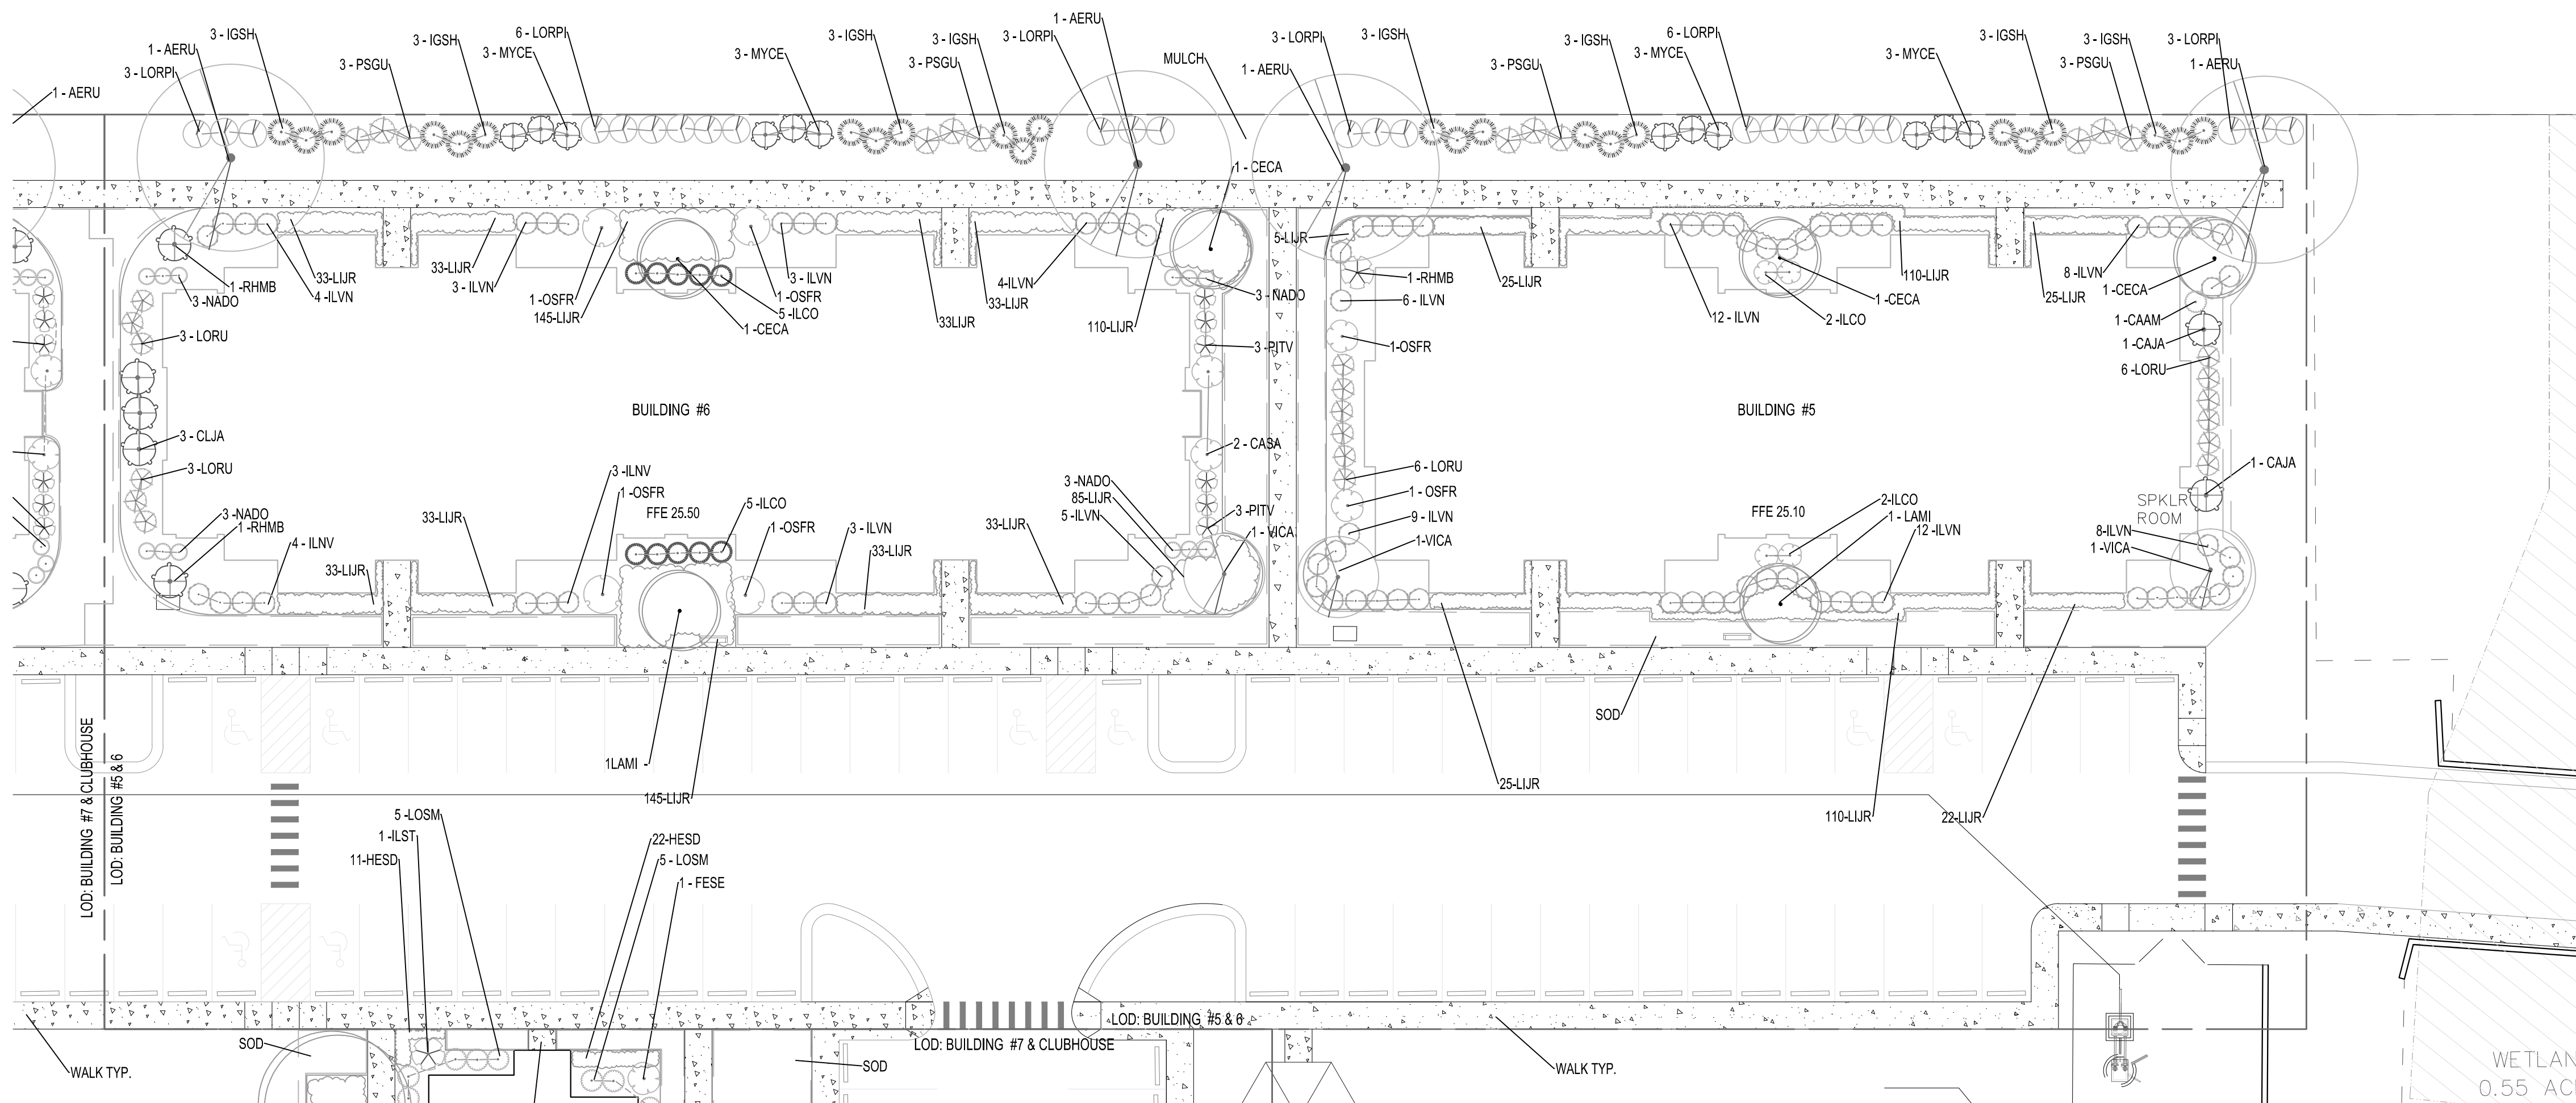 1 - AERU
3 - IGSH
3 - IGSH
6 - LORPI
3 - MYCE
3 - PSGU
3 - LORPI
1 - AERU
3 - MYCE
3 - IGSH
3 - IGSH
3 - PSGU
3 - LORPI
1 - AERU
MULCH
1 - AERU
3 - LORPI
3 - IGSH
3 - PSGU
3 - IGSH
3 - MYCE
6 - LORPI
3 - MYCE
3 - IGSH
3 - IGSH
3 - PSGU
3 - LORPI
1 - AERU
1 - CECA
33-LIJR
4 -ILVN
1 -RHMB
3 -NADO
33-LIJR
3 - ILVN
1 -OSFR
145-LIJR
1 -CECA
5 -ILCO
1 -OSFR
3 - ILVN
33LIJR
33-LIJR
4-ILVN
110-LIJR
3 - NADO
3 -PITV
5-LIJR
1 -RHMB
6 - ILVN
1-OSFR
25-LIJR
12 - ILVN
2 -ILCO
1 -CECA
110-LIJR
25-LIJR
8 -ILVN
1 -CECA
1 -CAAM
1 -CAJA
6 -LORU
3 - LORU
BUILDING #6
BUILDING #5
3 - CLJA
3 -LORU
3 -NADO
1 -RHMB
4 - ILNV
33-LIJR
33-LIJR
3 -ILNV
1 -OSFR
FFE 25.50
5 -ILCO
1 -OSFR
3 - ILVN
33-LIJR
33-LIJR
2 - CASA
3 -NADO
85-LIJR
5 -ILVN
3 -PITV
1 - VICA
6 - LORU
1 - OSFR
9 - ILVN
1-VICA
FFE 25.10
2-ILCO
1 - LAMI
12 -ILVN
1 - CAJA
SPKLR
ROOM
8-ILVN
1 -VICA
SOD
1LAMI -
145-LIJR
25-LIJR
110-LIJR
22-LIJR
LOD: BUILDING #7 & CLUBHOUSE
LOD: BUILDING #5 & 6
5 -LOSM
1 -ILST
11-HESD
22-HESD
5 - LOSM
1 - FESE
LOD: BUILDING #5 & 6
LOD: BUILDING #7 & CLUBHOUSE
SOD
WALK TYP.
SOD
WALK TYP.
0.55